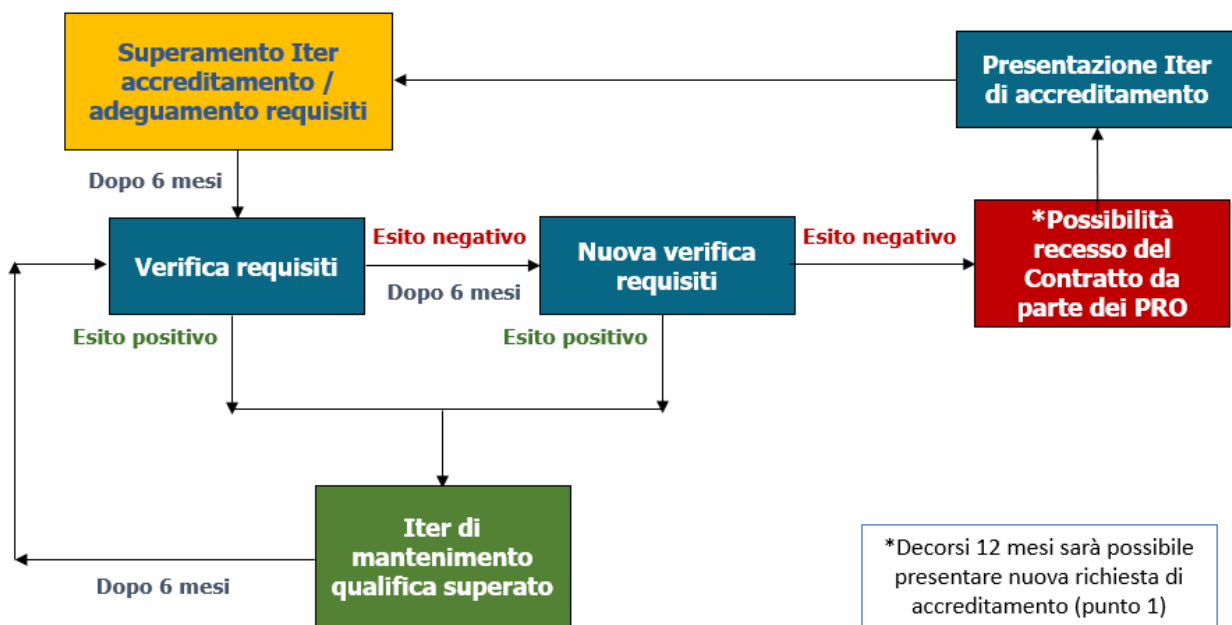 Superamento Iter
accreditamento /
adeguamento requisiti
Presentazione Iter
di accreditamento
Dopo 6 mesi
Verifica requisiti
Esito negativo
Dopo 6 mesi
Nuova verifica
requisiti
Esito negativo
*Possibilità
recesso del
Contratto da
parte dei PRO
Esito positivo
Esito positivo
Iter di
mantenimento
qualifica superato
Dopo 6 mesi
*Decorsi 12 mesi sarà possibile
presentare nuova richiesta di
accreditamento (punto 1)